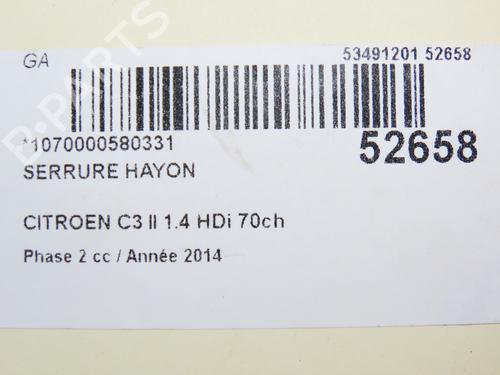 GA
53491201 52658
*1070000580331
52658
SERRURE HAYON
CITROEN C3 II 1.4 HDi 70ch
Phase 2 cc / Année 2014
B-PARTS